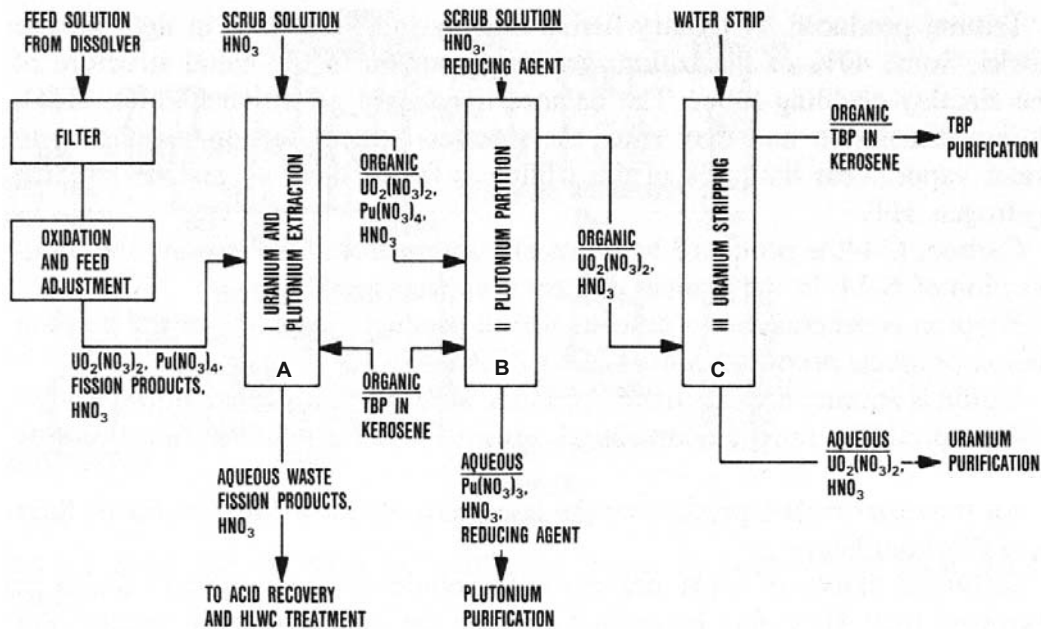 FEED SOLUTION
FROM DISSOLVER
SCRUB SOLUTION
HNO3
SCRUB SOLUTION
HNO3,
REDUCING AGENT
WATER STRIP
FILTER
OXIDATION
AND FEED
ADJUSTMENT
UO2(NO3)2, Pu(NO3)4,
FISSION PRODUCTS,
HNO3
I URANIUM AND
PLUTONIUM EXTRACTION
A
ORGANIC
UO2(NO3)2,
Pu(NO3)4,
HNO3
ORGANIC
TBP IN
KEROSENE
II PLUTONIUM PARTITION
B
ORGANIC
UO2(NO3)2,
HNO3
III URANIUM STRIPPING
C
ORGANIC
TBP IN
KEROSENE
TBP
PURIFICATION
AQUEOUS WASTE
FISSION PRODUCTS,
HNO3
TO ACID RECOVERY
AND HLWC TREATMENT
AQUEOUS
Pu(NO3)3,
HNO3,
REDUCING AGENT
PLUTONIUM
PURIFICATION
AQUEOUS
UO2(NO3)2,
HNO3
URANIUM
PURIFICATION